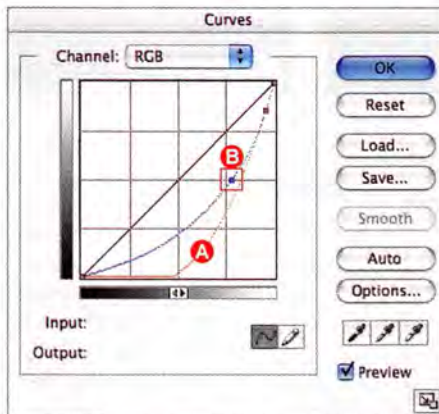 Curves
Channel: RGB
OK
Reset
Load...
Save...
Smooth
Auto
Options...
Preview
B
A
Input:
Output: